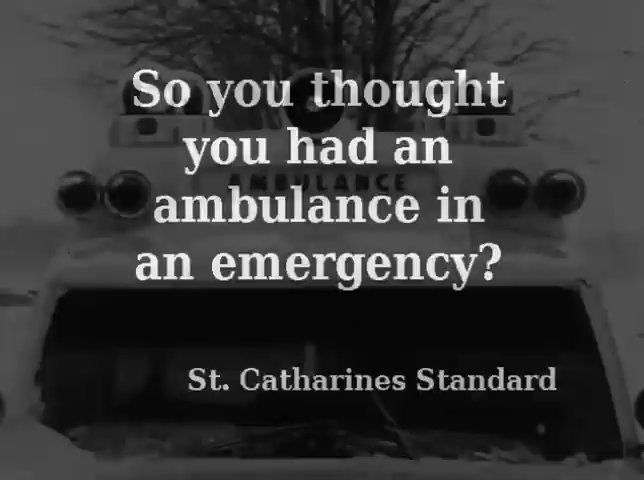 So you thought
you had an
AMBULANCE
ambulance in
an emergency?
St. Catharines Standard